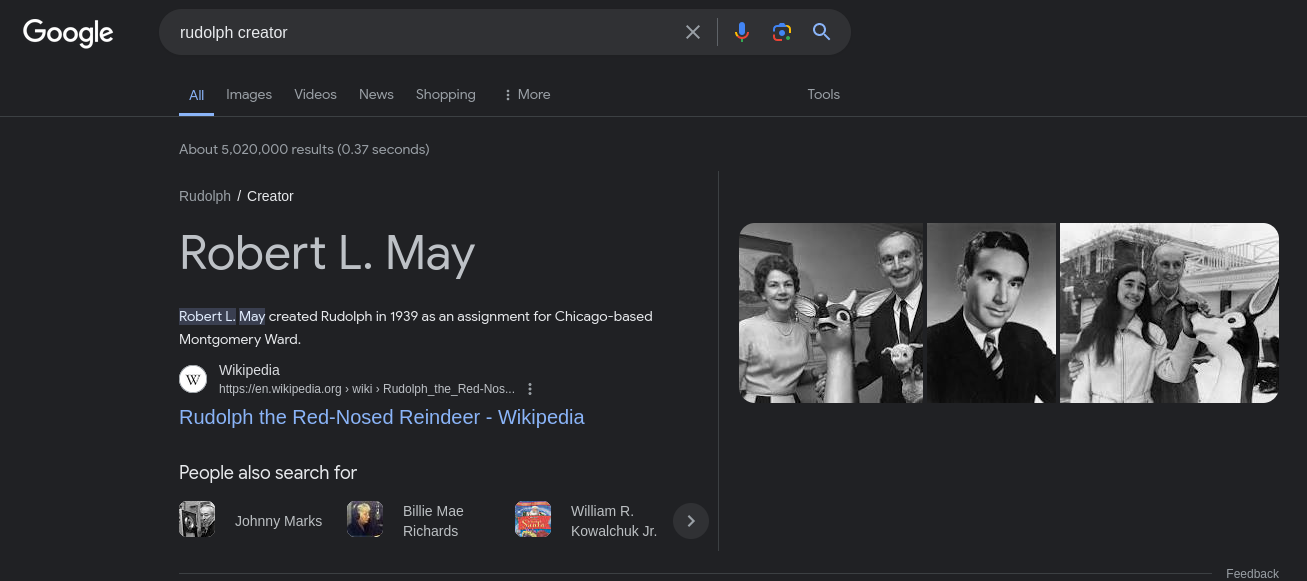 Google
rudolph creator
All Images Videos News Shopping More Tools
About 5,020,000 results (0.37 seconds)
Rudolph / Creator
Robert L. May
Robert L. May created Rudolph in 1939 as an assignment for Chicago-based
Montgomery Ward.
W
Wikipedia
https://en.wikipedia.org › wiki › Rudolph_the_Red-Nos...
Rudolph the Red-Nosed Reindeer - Wikipedia
People also search for
Johnny Marks
Billie Mae
Richards
Santa
William R.
Kowalchuk Jr.
Feedback